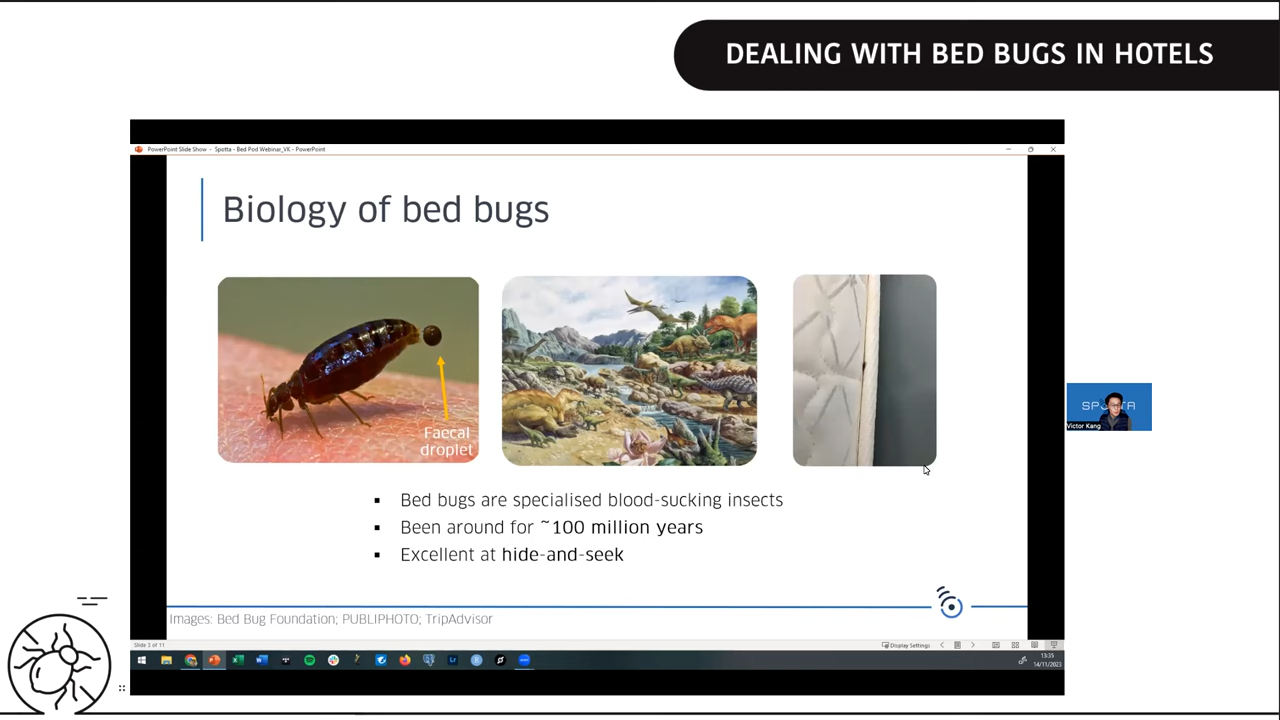 DEALING WITH BED BUGS IN HOTELS
PowerPoint Slide Show - Spotta - Bed Pod Webinar_VK - PowerPoint
Biology of bed bugs
Faecal
droplet
SPOTTA
Victor Kang
▪ Bed bugs are specialised blood-sucking insects
▪ Been around for ~100 million years
▪ Excellent at hide-and-seek
Images: Bed Bug Foundation; PUBLIPHOTO; TripAdvisor
Slide 3 of 11
Display Settings
13:35
14/11/2023